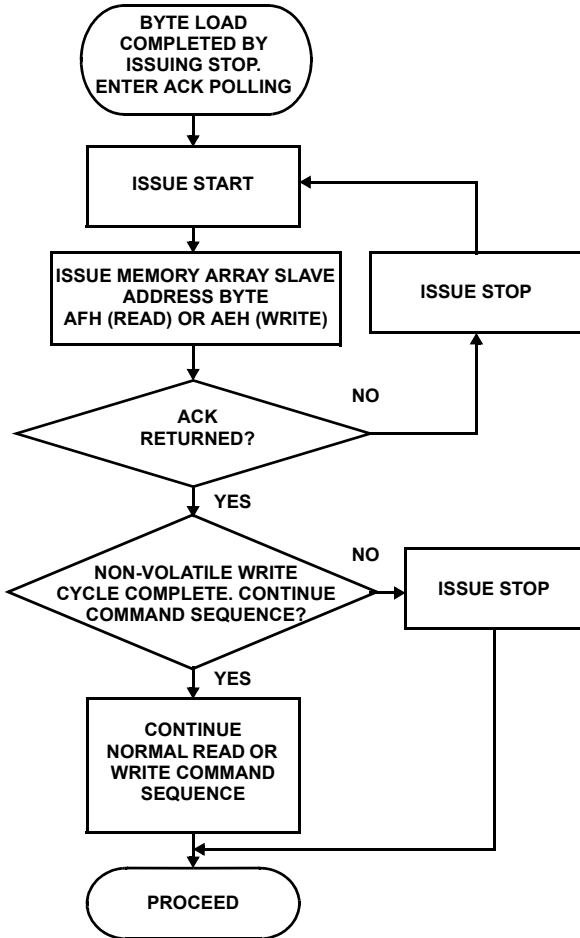 BYTE LOAD
COMPLETED BY
ISSUING STOP.
ENTER ACK POLLING
ISSUE START
ISSUE MEMORY ARRAY SLAVE
ADDRESS BYTE
AFH (READ) OR AEH (WRITE)
ISSUE STOP
ACK
RETURNED?
NO
YES
NON-VOLATILE WRITE
CYCLE COMPLETE. CONTINUE
COMMAND SEQUENCE?
NO
ISSUE STOP
YES
CONTINUE
NORMAL READ OR
WRITE COMMAND
SEQUENCE
PROCEED